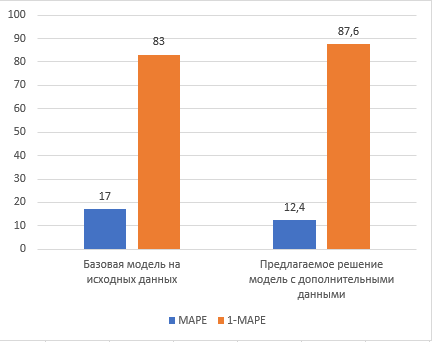 100
90
80
70
60
50
40
30
20
10
0
17
83
12,4
87,6
Базовая модель на
исходных данных
Предлагаемое решение
модель с дополнительными
данными
MAPE
1-MAPE